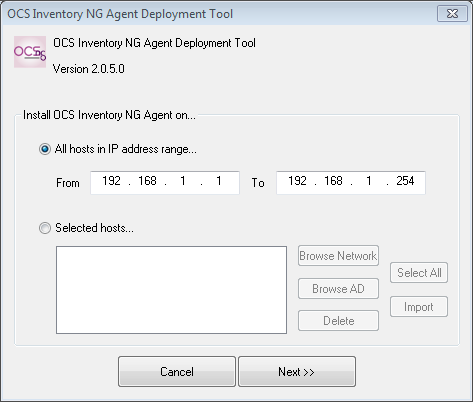 OCS Inventory NG Agent Deployment Tool
OCSng
OCS Inventory NG Agent Deployment Tool
Version 2.0.5.0
Install OCS Inventory NG Agent on...
All hosts in IP address range...
From 192 . 168 . 1 . 1 To 192 . 168 . 1 . 254
Selected hosts...
Browse Network
Select All
Browse AD
Import
Delete
Cancel Next >>